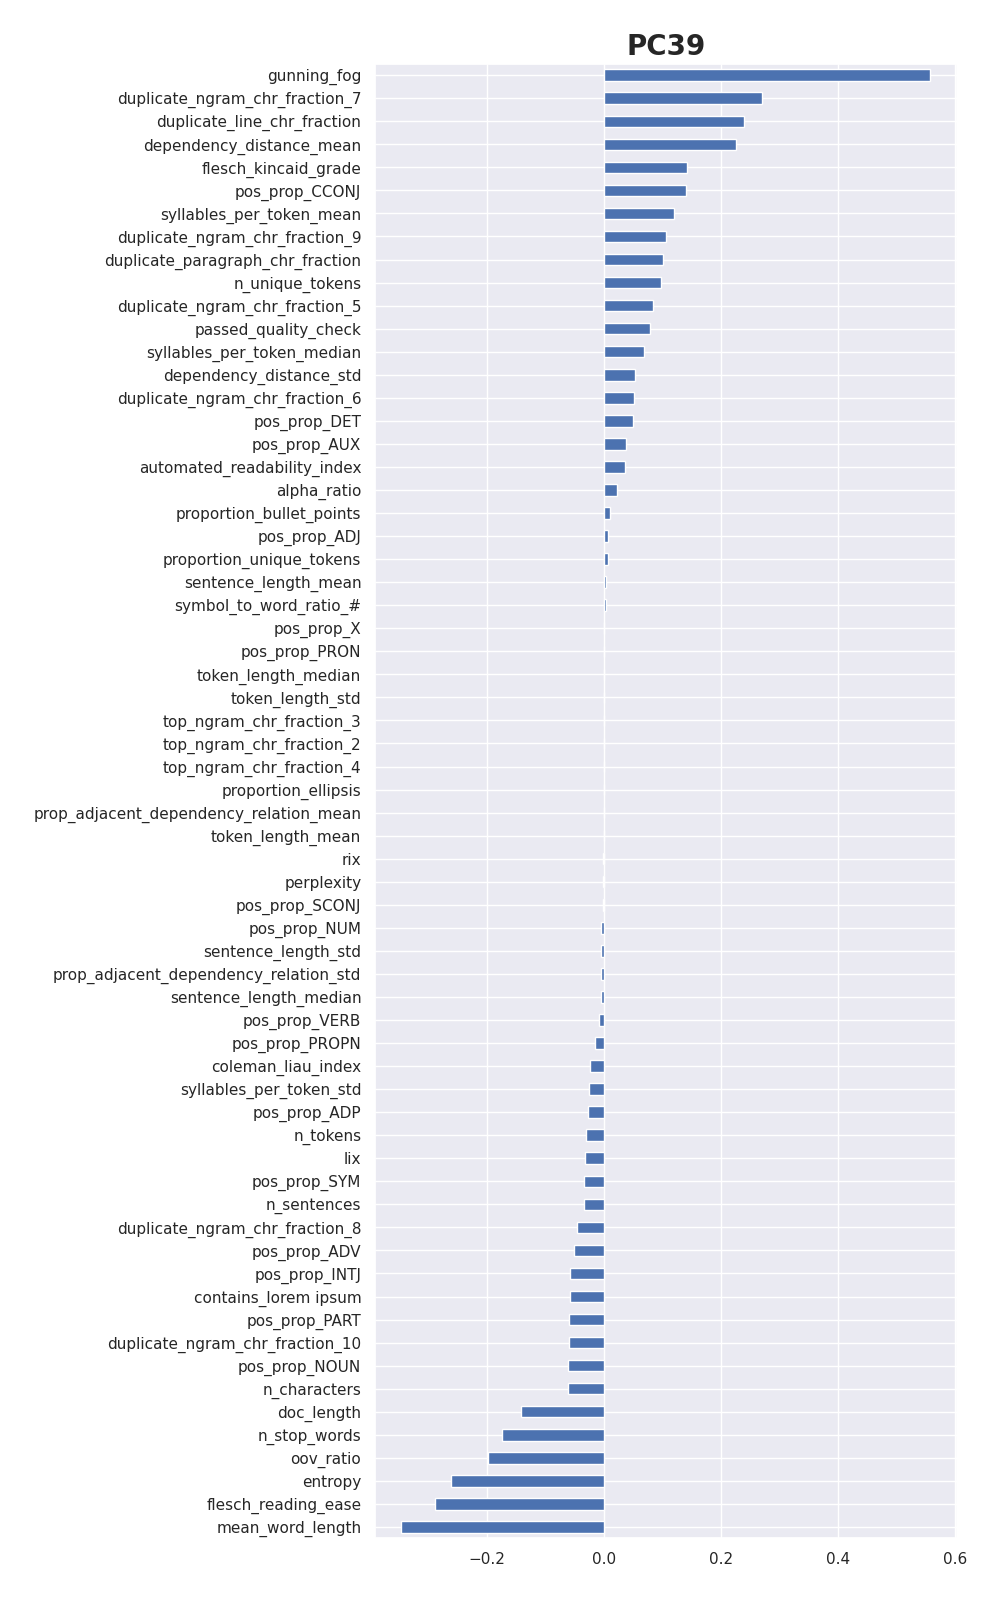 PC39
gunning_fog
duplicate_ngram_chr_fraction_7
duplicate_line_chr_fraction
dependency_distance_mean
flesch_kincaid_grade
pos_prop_CCONJ
syllables_per_token_mean
duplicate_ngram_chr_fraction_9
duplicate_paragraph_chr_fraction
n_unique_tokens
duplicate_ngram_chr_fraction_5
passed_quality_check
syllables_per_token_median
dependency_distance_std
duplicate_ngram_chr_fraction_6
pos_prop_DET
pos_prop_AUX
automated_readability_index
alpha_ratio
proportion_bullet_points
pos_prop_ADJ
proportion_unique_tokens
sentence_length_mean
symbol_to_word_ratio_#
pos_prop_X
pos_prop_PRON
token_length_median
token_length_std
top_ngram_chr_fraction_3
top_ngram_chr_fraction_2
top_ngram_chr_fraction_4
proportion_ellipsis
prop_adjacent_dependency_relation_mean
token_length_mean
rix
perplexity
pos_prop_SCONJ
pos_prop_NUM
sentence_length_std
prop_adjacent_dependency_relation_std
sentence_length_median
pos_prop_VERB
pos_prop_PROPN
coleman_liau_index
syllables_per_token_std
pos_prop_ADP
n_tokens
lix
pos_prop_SYM
n_sentences
duplicate_ngram_chr_fraction_8
pos_prop_ADV
pos_prop_INTJ
contains_lorem ipsum
pos_prop_PART
duplicate_ngram_chr_fraction_10
pos_prop_NOUN
n_characters
doc_length
n_stop_words
oov_ratio
entropy
flesch_reading_ease
mean_word_length
−0.2 0.0 0.2 0.4 0.6